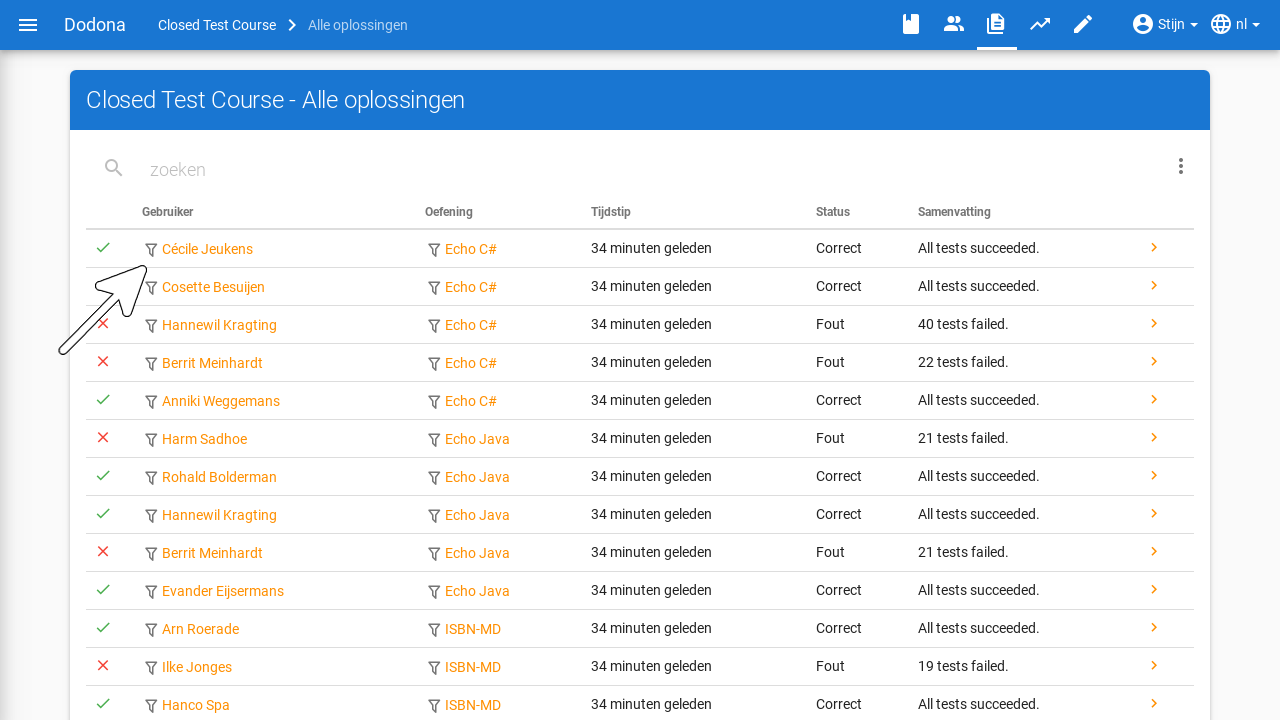 Dodona Closed Test Course Alle oplossingen Stijn nl
Closed Test Course - Alle oplossingen
zoeken
Gebruiker Oefening Tijdstip Status Samenvatting
Cécile Jeukens Echo C# 34 minuten geleden Correct All tests succeeded.
Cosette Besuijen Echo C# 34 minuten geleden Correct All tests succeeded.
Hannewil Kragting Echo C# 34 minuten geleden Fout 40 tests failed.
Berrit Meinhardt Echo C# 34 minuten geleden Fout 22 tests failed.
Anniki Weggemans Echo C# 34 minuten geleden Correct All tests succeeded.
Harm Sadhoe Echo Java 34 minuten geleden Fout 21 tests failed.
Rohald Bolderman Echo Java 34 minuten geleden Correct All tests succeeded.
Hannewil Kragting Echo Java 34 minuten geleden Correct All tests succeeded.
Berrit Meinhardt Echo Java 34 minuten geleden Fout 21 tests failed.
Evander Eijsermans Echo Java 34 minuten geleden Correct All tests succeeded.
Arn Roerade ISBN-MD 34 minuten geleden Correct All tests succeeded.
Ilke Jonges ISBN-MD 34 minuten geleden Fout 19 tests failed.
Hanco Spa ISBN-MD 34 minuten geleden Correct All tests succeeded.